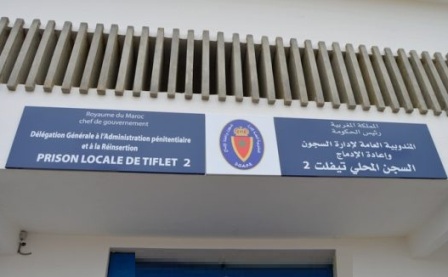 Royaume du Maroc
chef de gouvernement
Délégation Générale à l'Administration pénitentiaire
et à la Réinsertion
PRISON LOCALE DE TIFLET 2
المملكة المغربية
رئيس الحكومة
المندوبية العامة لإدارة السجون
وإعادة الإدماج
السجن المحلي تيفلت 2